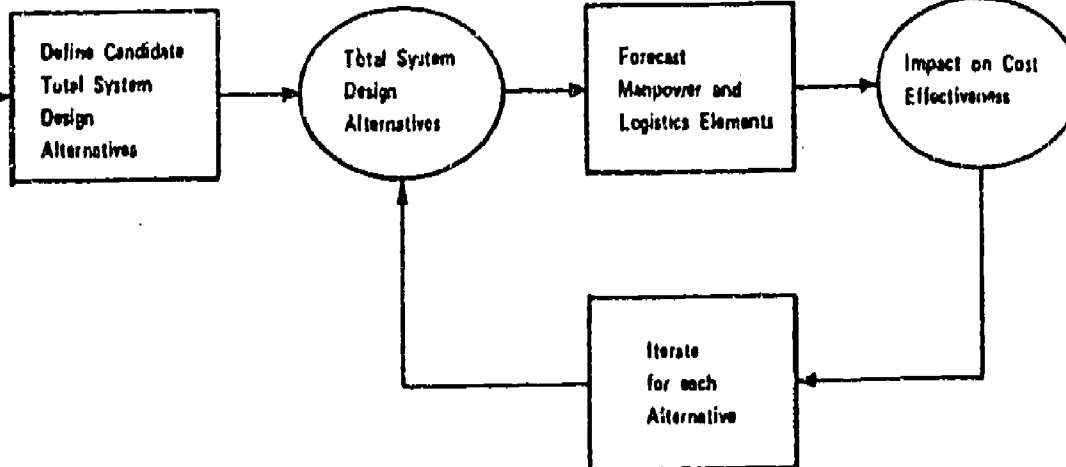 Define Candidate
Total System
Design
Alternatives
Total System
Design
Alternatives
Forecast
Manpower and
Logistics Elements
Impact on Cost
Effectiveness
Iterate
for each
Alternative